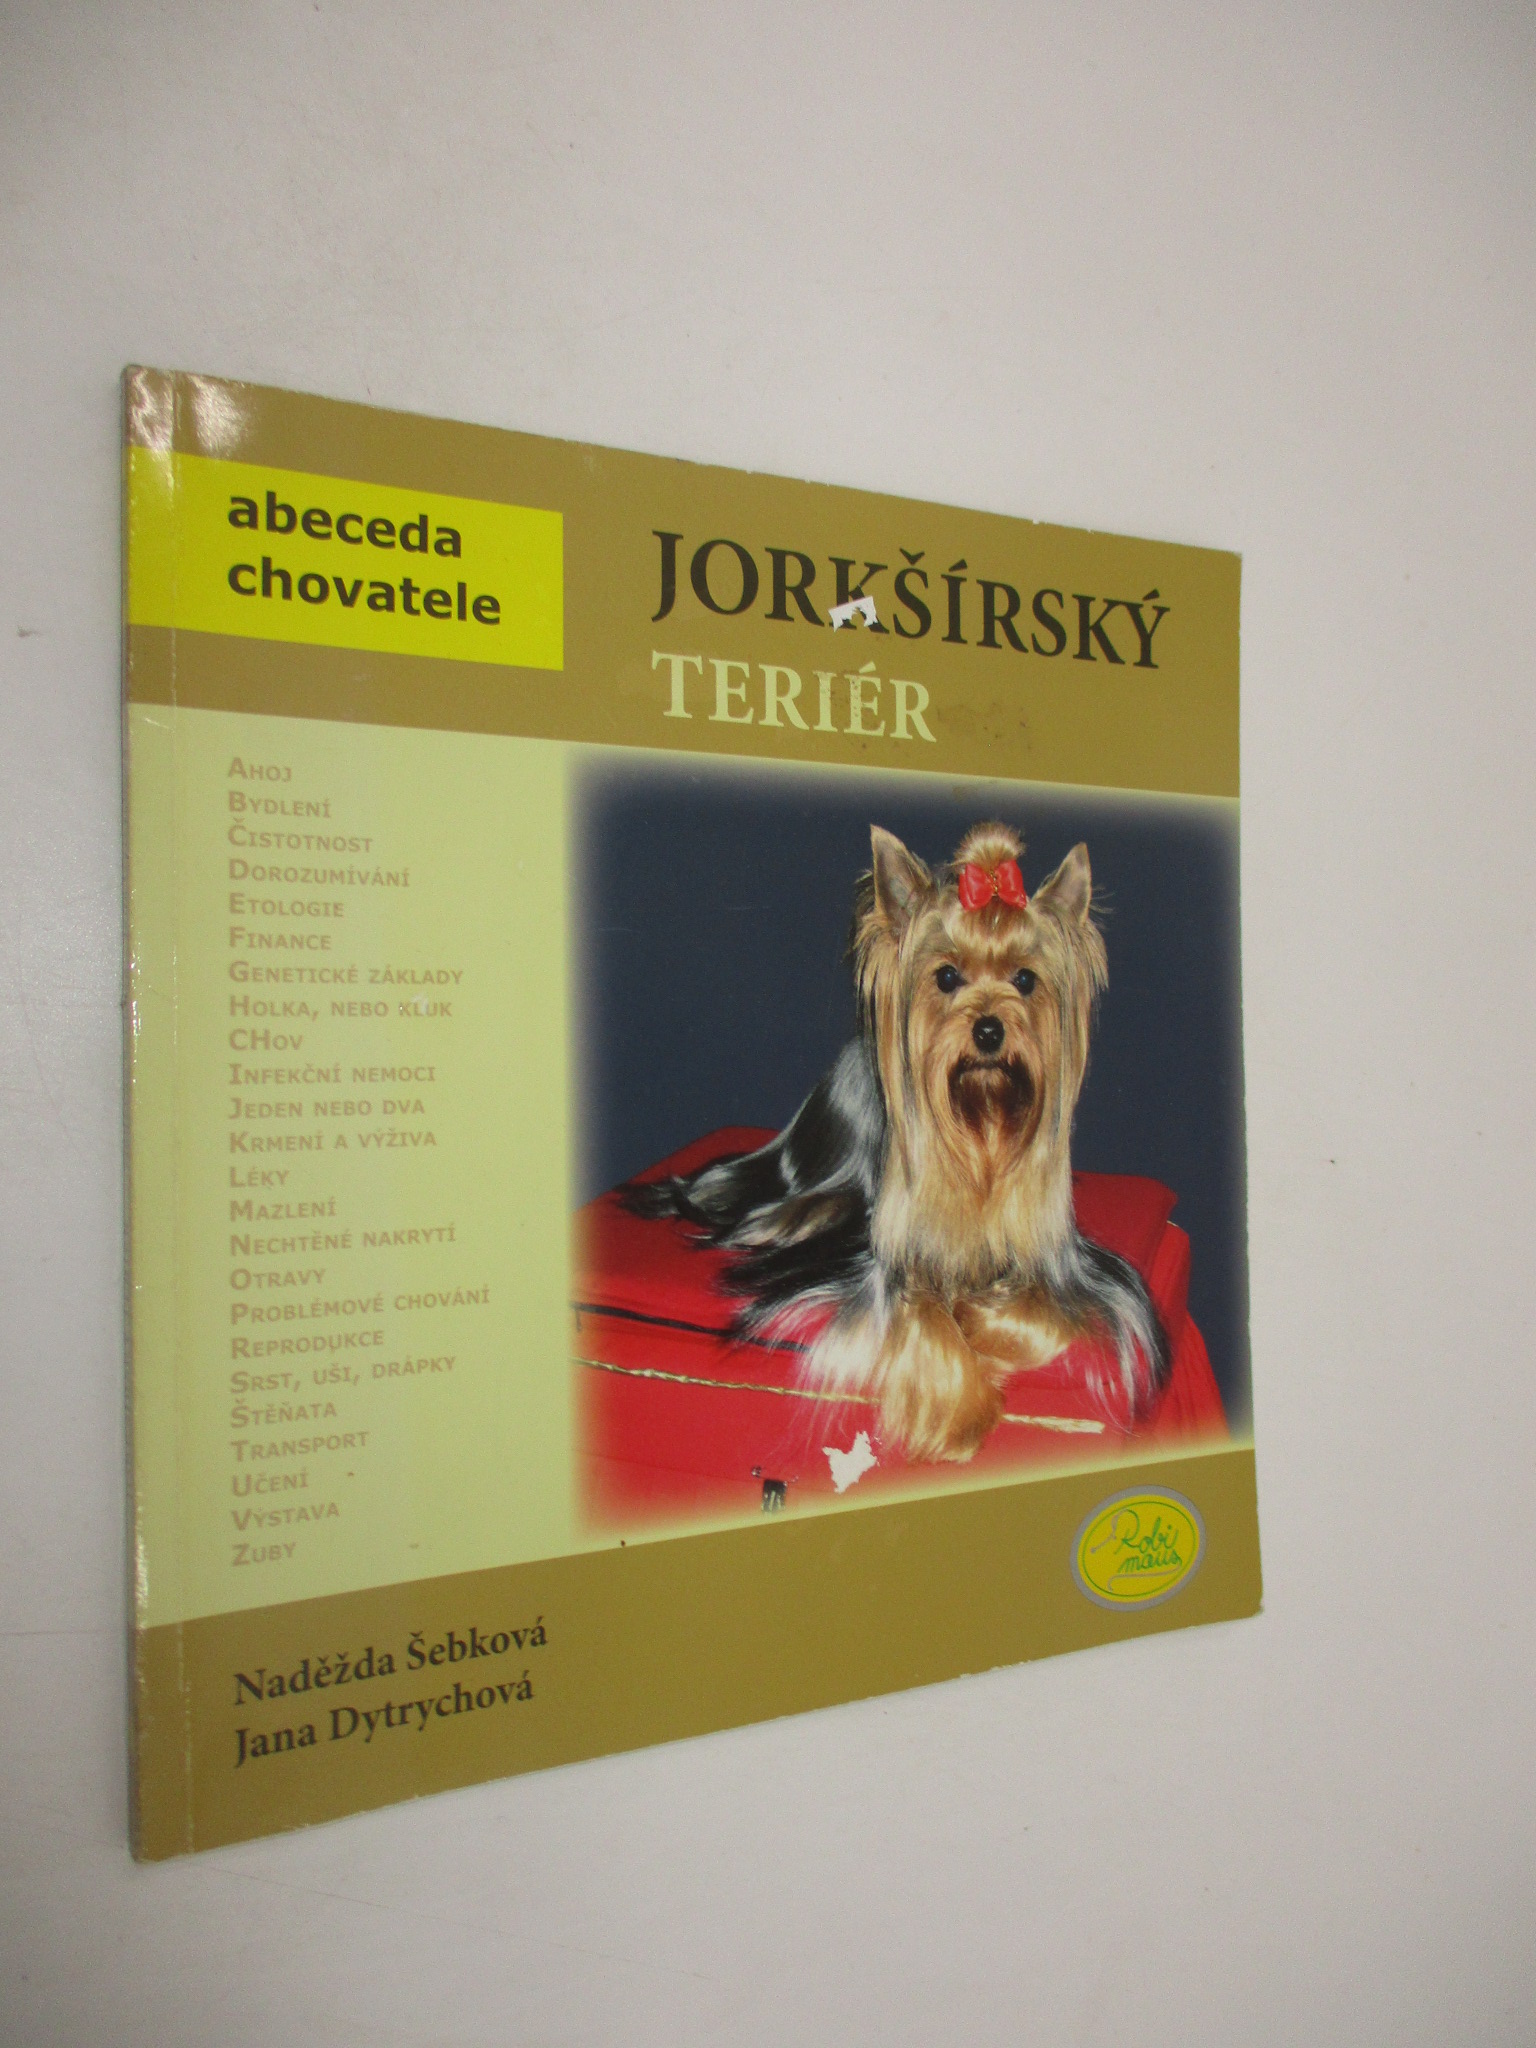 abeceda
chovatele
JORKŠÍRSKÝ
TERIÉR
AHOJ
BYDLENÍ
ČISTOTNOST
DOROZUMÍVÁNÍ
ETOLOGIE
FINANCE
GENETICKÉ ZÁKLADY
HOLKA, NEBO KLUK
CHOV
INFEKČNÍ NEMOCI
JEDEN NEBO DVA
KRMENÍ A VÝŽIVA
LÉKY
MAZLENÍ
NECHTĚNÉ NAKRYTÍ
OTRAVY
PROBLÉMOVÉ CHOVÁNÍ
REPRODUKCE
SRST, UŠI, DRÁPKY
ŠTĚŇATA
TRANSPORT
UČENÍ
VÝSTAVA
ZUBY
Robi
maus
Naděžda Šebková
Jana Dytrychová